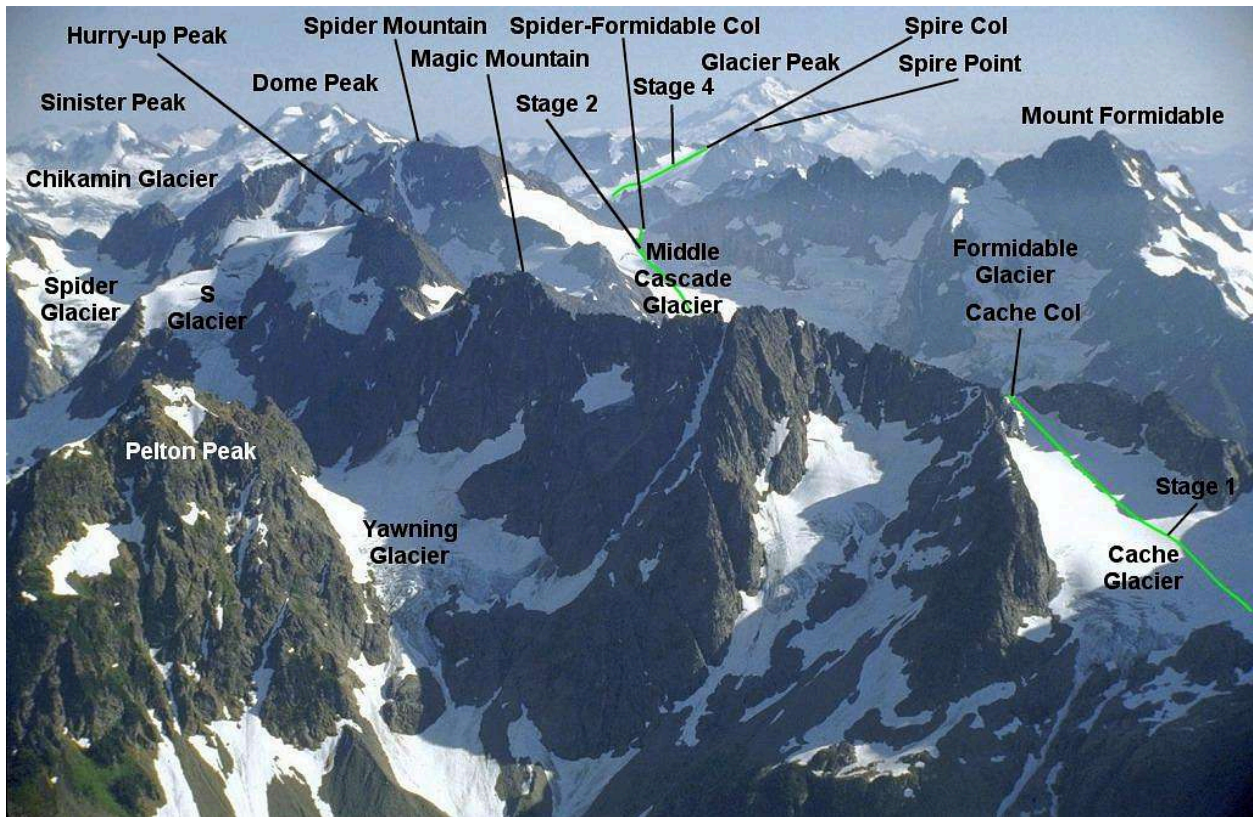 Hurry-up Peak
Spider Mountain
Spider-Formidable Col
Spire Col
Magic Mountain
Glacier Peak
Spire Point
Sinister Peak
Dome Peak
Stage 2
Stage 4
Mount Formidable
Chikamin Glacier
Spider
Glacier
S
Glacier
Middle
Cascade
Glacier
Formidable
Glacier
Cache Col
Pelton Peak
Stage 1
Yawning
Glacier
Cache
Glacier